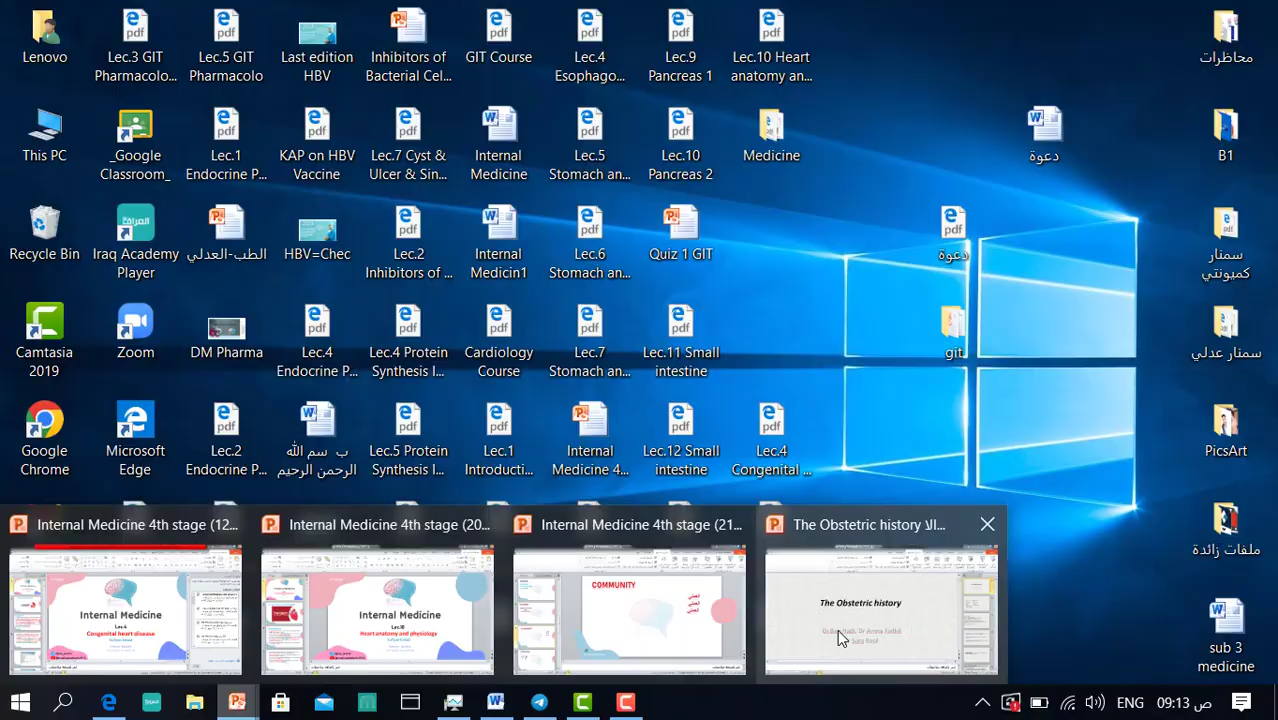 Lenovo
Lec.3 GIT
Pharmacolo...
Lec.5 GIT
Pharmacolo
Last edition
HBV
Inhibitors of
Bacterial Cel...
GIT Course
Lec.4
Esophago...
Lec.9
Pancreas 1
Lec.10 Heart
anatomy an...
محاظرات
This PC
_Google
Classroom_
Lec.1
Endocrine P...
KAP on HBV
Vaccine
Lec.7 Cyst &
Ulcer & Sin...
Internal
Medicine
Lec.5
Stomach an...
Lec.10
Pancreas 2
Medicine
دعوة
B1
Recycle Bin
Iraq Academy
Player
الطب-العدلي
HBV=Chec
Lec.2
Inhibitors of ...
Internal
Medicin1
Lec.6
Stomach an...
Quiz 1 GIT
دعوة
سمنار
كميونتي
Camtasia
2019
Zoom
DM Pharma
Lec.4
Endocrine P...
Lec.4 Protein
Synthesis I...
Cardiology
Course
Lec.7
Stomach an...
Lec.11 Small
intestine
git
سمنار عدلي
Google
Chrome
Microsoft
Edge
Lec.2
Endocrine P...
ب سم الله
الرحمن الرحيم
Lec.5 Protein
Synthesis I...
Lec.1
Introducti...
Internal
Medicine 4...
Lec.12 Small
intestine
Lec.4
Congenital ...
PicsArt
ملفات زائدة
sub 3
medicine
Internal Medicine 4th stage (12...
Internal Medicine 4th stage (20...
Internal Medicine 4th stage (21...
The Obstetric history الا...
Internal Medicine
Lec.4
Congenital heart disease
Internal Medicine
Lec.10
Heart anatomy and physiology
COMMUNITY
The Obstetric history
ENG
09:13 ص